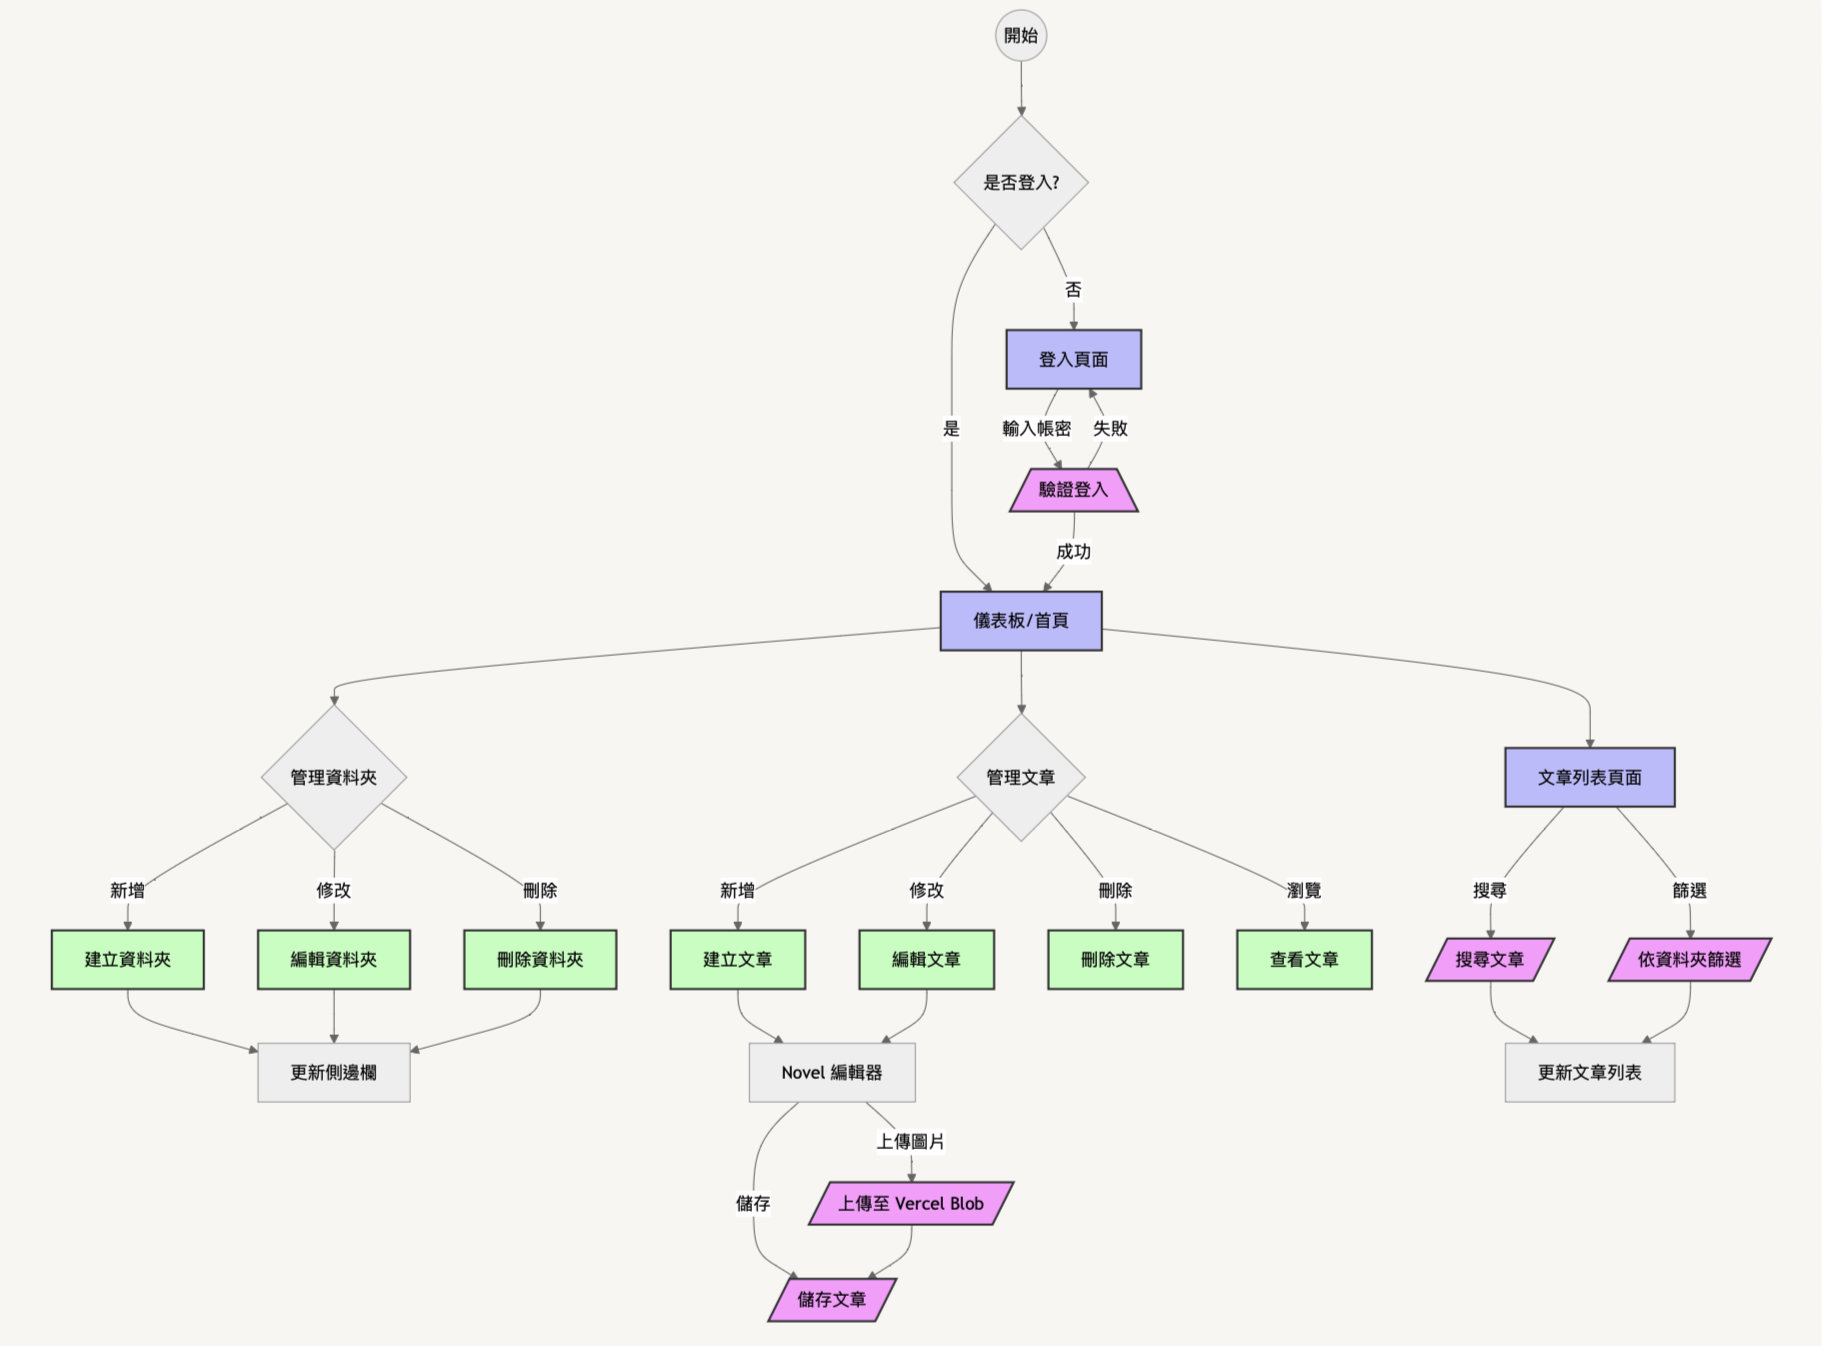 開始
是否登入?
否
登入頁面
是
輸入帳密
失敗
驗證登入
成功
儀表板/首頁
管理資料夾
管理文章
文章列表頁面
新增
修改
刪除
新增
修改
刪除
瀏覽
搜尋
篩選
建立資料夾
編輯資料夾
刪除資料夾
建立文章
編輯文章
刪除文章
查看文章
搜尋文章
依資料夾篩選
更新側邊欄
Novel 編輯器
更新文章列表
上傳圖片
儲存
上傳至 Vercel Blob
儲存文章